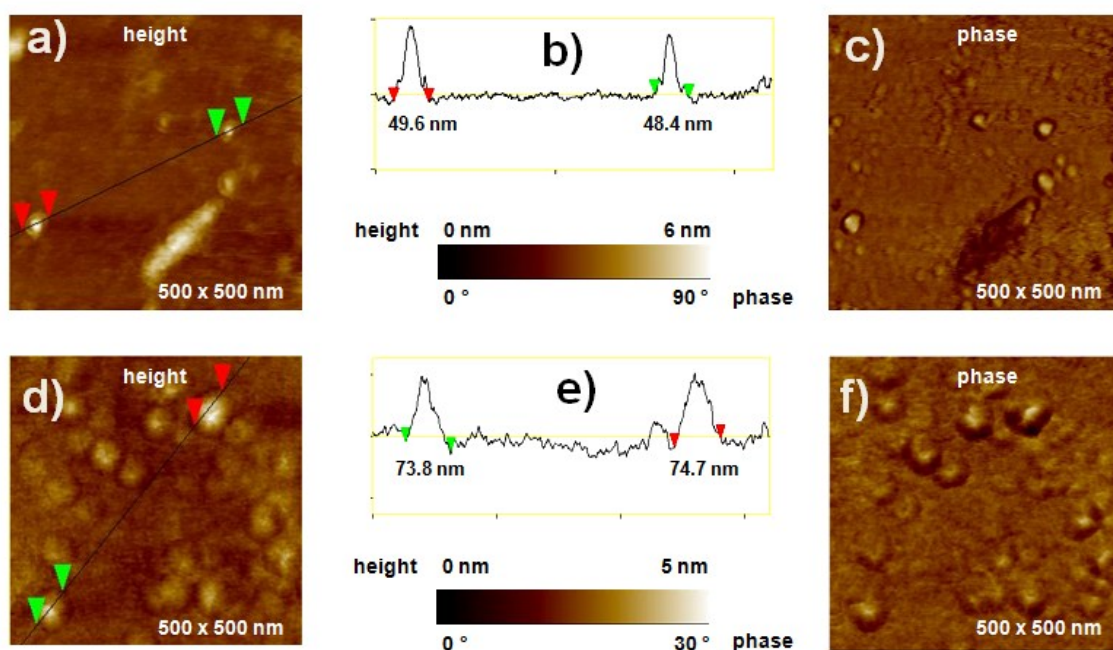 a)
height
b)
49.6 nm
48.4 nm
c)
phase
height 0 nm 6 nm
0 ° 90 ° phase
500 x 500 nm
500 x 500 nm
d)
height
e)
73.8 nm
74.7 nm
f)
phase
height 0 nm 5 nm
0 ° 30 ° phase
500 x 500 nm
500 x 500 nm